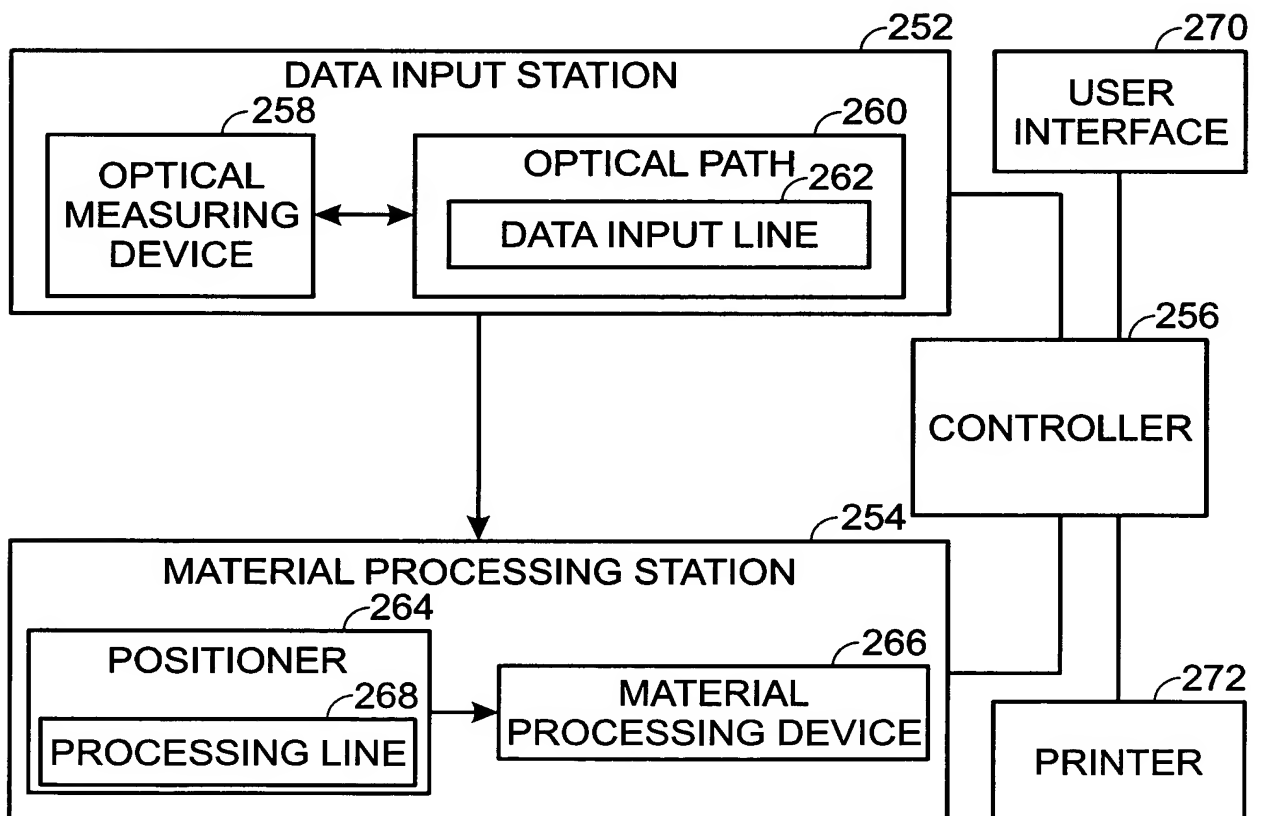 252
270
DATA INPUT STATION
USER
INTERFACE
258
260
OPTICAL
MEASURING
DEVICE
OPTICAL PATH
262
DATA INPUT LINE
256
CONTROLLER
254
MATERIAL PROCESSING STATION
264
POSITIONER
266
268
MATERIAL
PROCESSING DEVICE
PROCESSING LINE
272
PRINTER